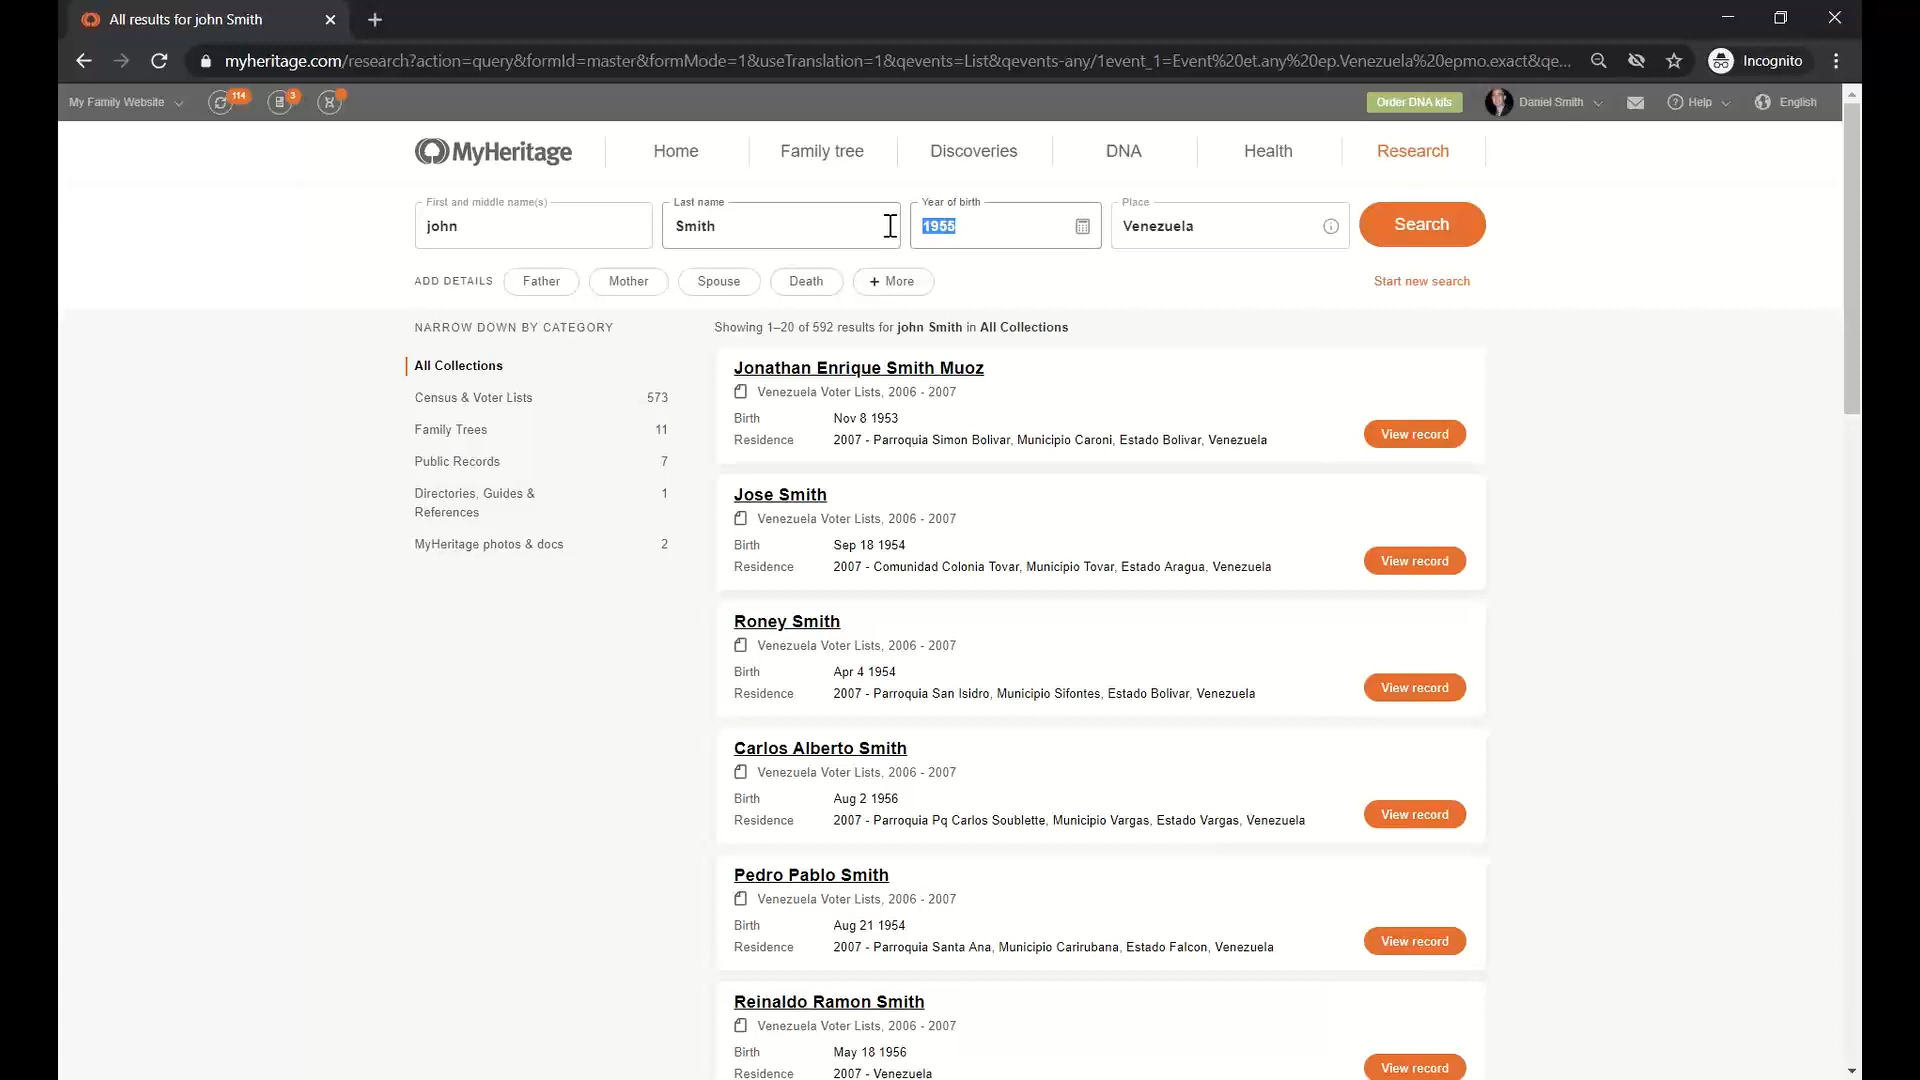 All results for john Smith
myheritage.com/research?action=query&formId=master&formMode=1&useTranslation=1&qevents=List&qevents-any/1event_1=Event%20et.any%20ep.Venezuela%20epmo.exact&qe...
Incognito
My Family Website
114
3
Order DNA kits
Daniel Smith
Help
English
MyHeritage
Home
Family tree
Discoveries
DNA
Health
Research
First and middle name(s)
john
Last name
Smith
Year of birth
1955
Place
Venezuela
Search
ADD DETAILS
Father
Mother
Spouse
Death
+ More
Start new search
NARROW DOWN BY CATEGORY
All Collections
Census & Voter Lists 573
Family Trees 11
Public Records 7
Directories, Guides & 1
References
MyHeritage photos & docs 2
Showing 1–20 of 592 results for john Smith in All Collections
Jonathan Enrique Smith Muoz
Venezuela Voter Lists, 2006 - 2007
Birth Nov 8 1953
Residence 2007 - Parroquia Simon Bolivar, Municipio Caroni, Estado Bolivar, Venezuela
View record
Jose Smith
Venezuela Voter Lists, 2006 - 2007
Birth Sep 18 1954
Residence 2007 - Comunidad Colonia Tovar, Municipio Tovar, Estado Aragua, Venezuela
View record
Roney Smith
Venezuela Voter Lists, 2006 - 2007
Birth Apr 4 1954
Residence 2007 - Parroquia San Isidro, Municipio Sifontes, Estado Bolivar, Venezuela
View record
Carlos Alberto Smith
Venezuela Voter Lists, 2006 - 2007
Birth Aug 2 1956
Residence 2007 - Parroquia Pq Carlos Soublette, Municipio Vargas, Estado Vargas, Venezuela
View record
Pedro Pablo Smith
Venezuela Voter Lists, 2006 - 2007
Birth Aug 21 1954
Residence 2007 - Parroquia Santa Ana, Municipio Carirubana, Estado Falcon, Venezuela
View record
Reinaldo Ramon Smith
Venezuela Voter Lists, 2006 - 2007
Birth May 18 1956
Residence 2007 - Venezuela
View record